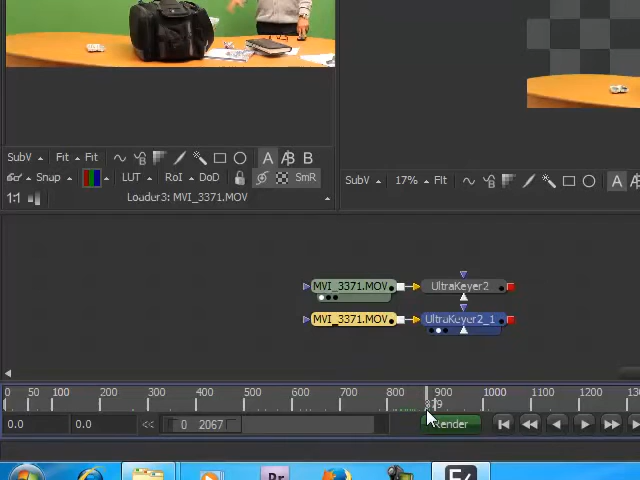 SubV Fit Fit A B B
Snap LUT RoI DoD SmR
1:1 Loader3: MVI_3371.MOV
SubV 17% Fit A
MVI_3371.MOV UltraKeyer2
MVI_3371.MOV UltraKeyer2_1
0 50 100 200 300 400 500 600 700 800 900 1000 1100 1200
0.0 0.0 << 0 2067 Render
Pr